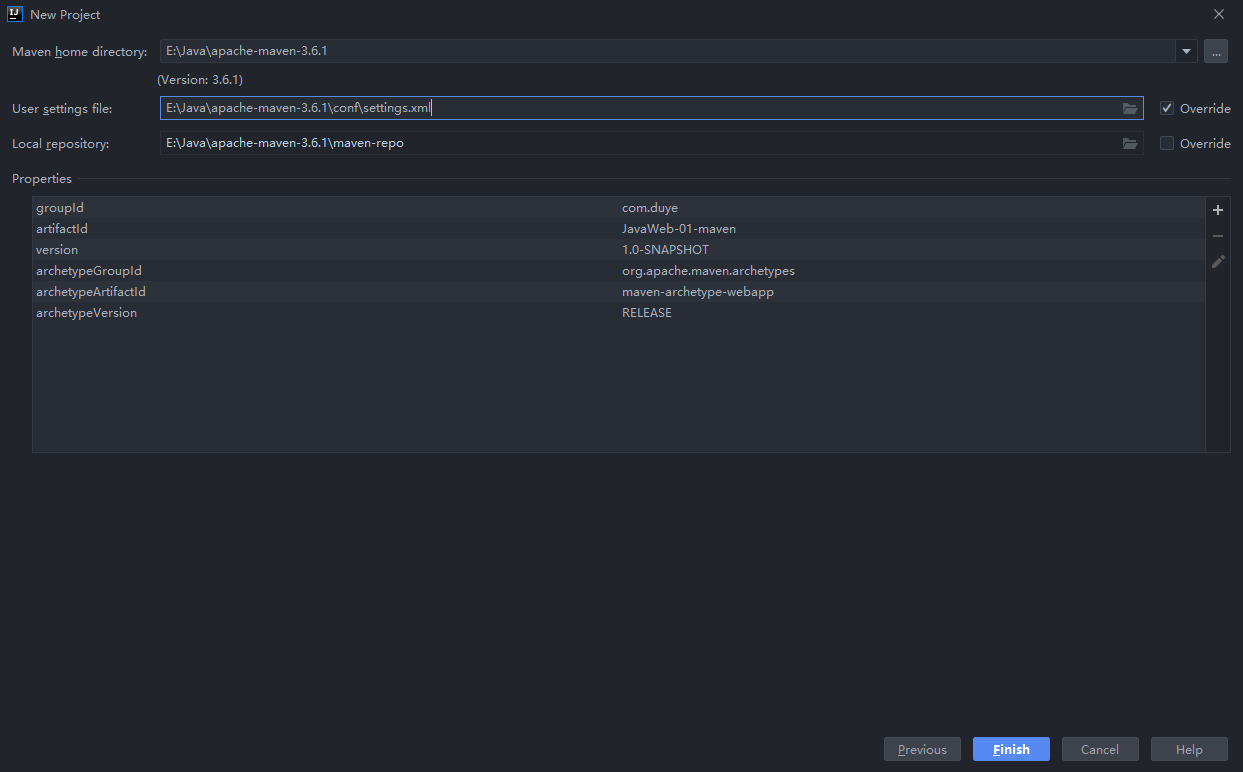 New Project
Maven home directory: E:\Java\apache-maven-3.6.1 ...
(Version: 3.6.1)
User settings file: E:\Java\apache-maven-3.6.1\conf\settings.xml Override
Local repository: E:\Java\apache-maven-3.6.1\maven-repo Override
Properties
groupId com.duye
artifactId JavaWeb-01-maven
version 1.0-SNAPSHOT
archetypeGroupId org.apache.maven.archetypes
archetypeArtifactId maven-archetype-webapp
archetypeVersion RELEASE
Previous Finish Cancel Help